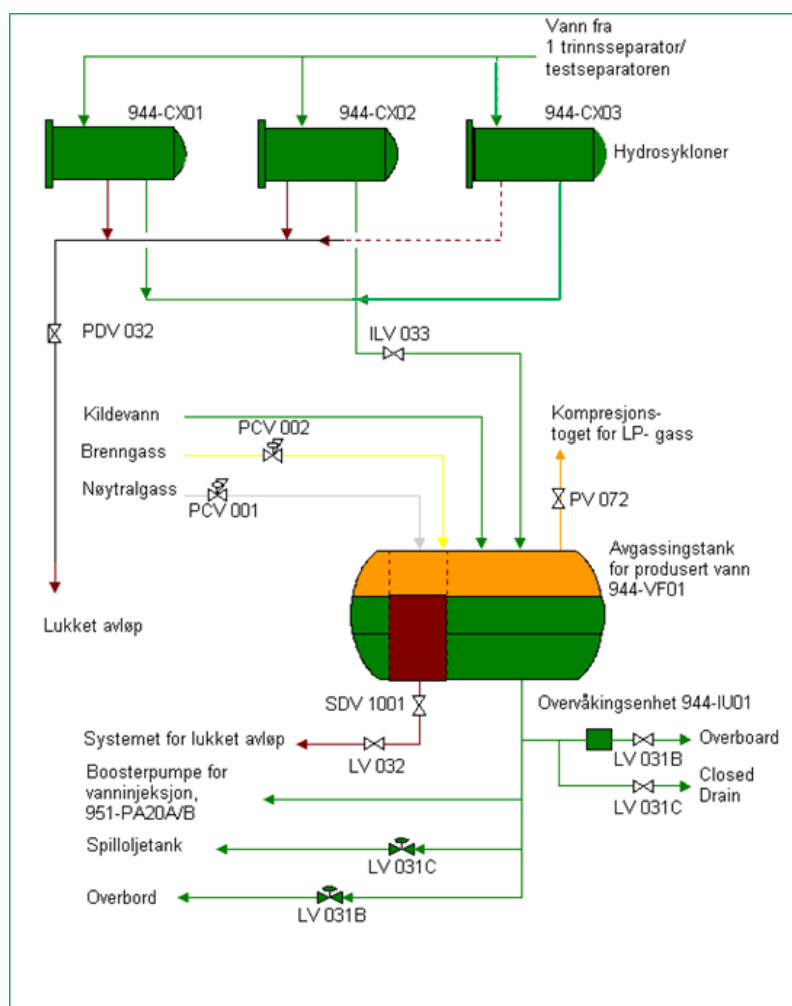 Vann fra
1 trinnsseparator/
testseparatoren
944-CX01
944-CX02
944-CX03
Hydrosykloner
PDV 032
ILV 033
Kildevann
PCV 002
Brenngass
Nøytralgass
PCV 001
Kompresjons-
toget for LP- gass
PV 072
Avgassingstank
for produsert vann
944-VF01
Lukket avløp
SDV 1001
Overvåkingsenhet 944-IU01
Systemet for lukket avløp
LV 032
Overboard
LV 031B
Boosterpumpe for
vanninjeksjon,
951-PA20A/B
Closed
Drain
LV 031C
Spilloljetank
LV 031C
Overbord
LV 031B